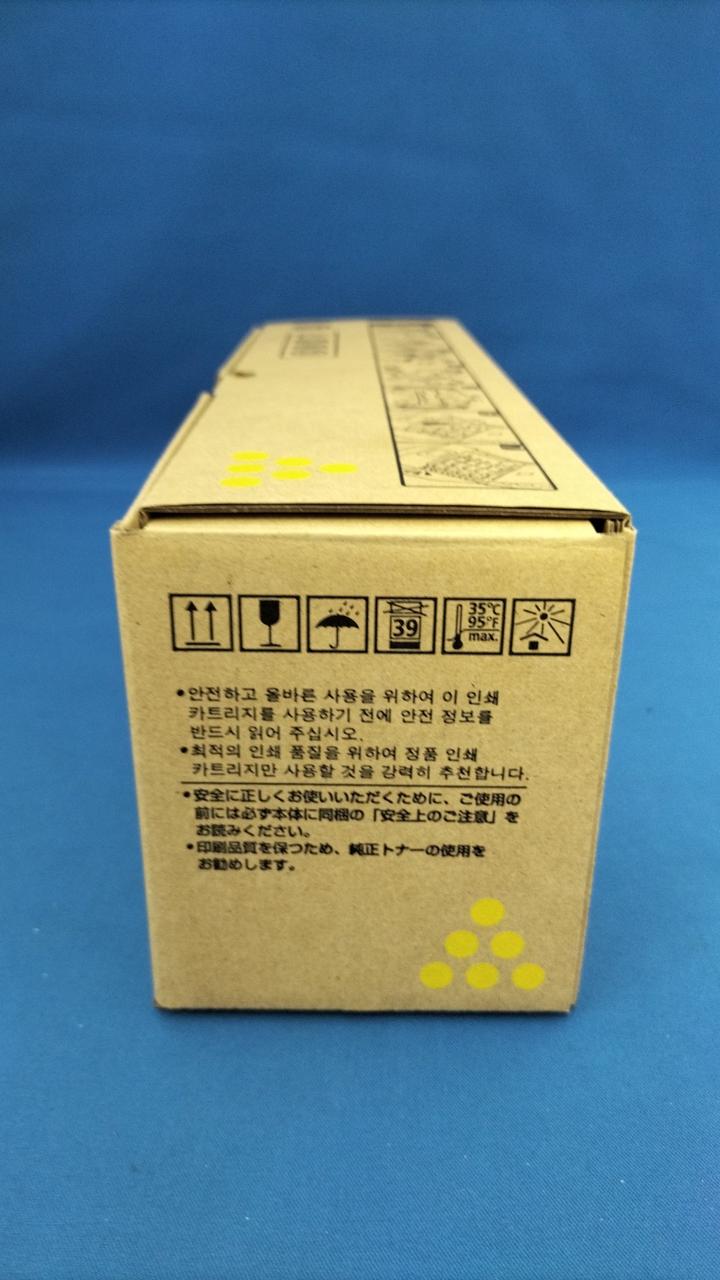 39
35°C
95°F
max.
•안전하고 올바른 사용을 위하여 이 인쇄
카트리지를 사용하기 전에 안전 정보를
반드시 읽어 주십시오.
•최적의 인쇄 품질을 위하여 정품 인쇄
카트리지만 사용할 것을 강력히 추천합니다.
•安全に正しくお使いいただくために、ご使用の
前には必ず本体に同梱の「安全上のご注意」を
お読みください。
•印刷品質を保つため、純正トナーの使用を
お勧めします。